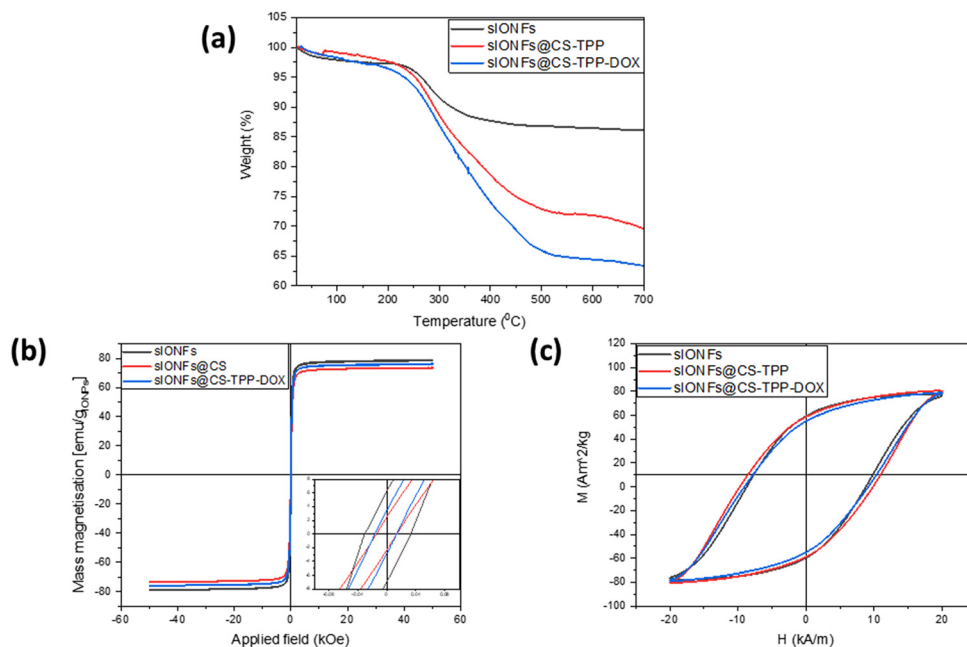 (a)
105
100
95
90
85
80
75
70
65
60
Weight (%)
sIONFs
sIONFs@CS-TPP
sIONFs@CS-TPP-DOX
100 200 300 400 500 600 700
Temperature (⁰C)
(b)
80
60
40
20
0
-20
-40
-60
-80
Mass magnetisation [emu/gIONPs]
sIONFs
sIONFs@CS
sIONFs@CS-TPP-DOX
-60 -40 -20 0 20 40 60
Applied field (kOe)
(c)
120
100
80
60
40
20
0
-20
-40
-60
-80
-100
M (Am^2/kg)
sIONFs
sIONFs@CS-TPP
sIONFs@CS-TPP-DOX
-20 -10 0 10 20
H (kA/m)